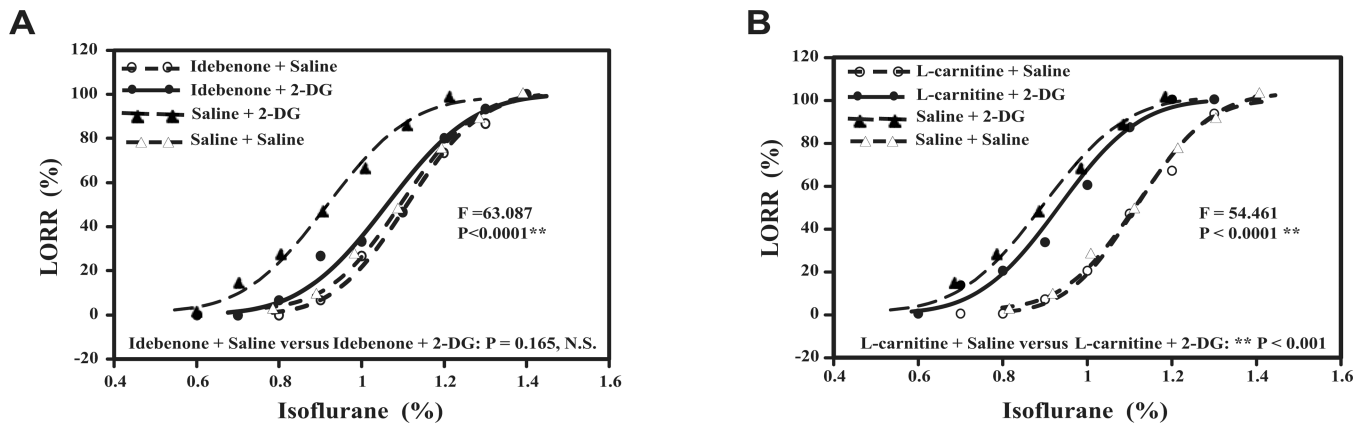 A
120
100
80
60
40
20
0
-20
LORR (%)
Idebenone + Saline
Idebenone + 2-DG
Saline + 2-DG
Saline + Saline
F =63.087
P<0.0001**
Idebenone + Saline versus Idebenone + 2-DG: P = 0.165, N.S.
0.4 0.6 0.8 1 1.2 1.4 1.6
Isoflurane (%)
B
120
100
80
60
40
20
0
-20
LORR (%)
L-carnitine + Saline
L-carnitine + 2-DG
Saline + 2-DG
Saline + Saline
F = 54.461
P < 0.0001 **
L-carnitine + Saline versus L-carnitine + 2-DG: ** P < 0.001
0.4 0.6 0.8 1 1.2 1.4 1.6
Isoflurane (%)